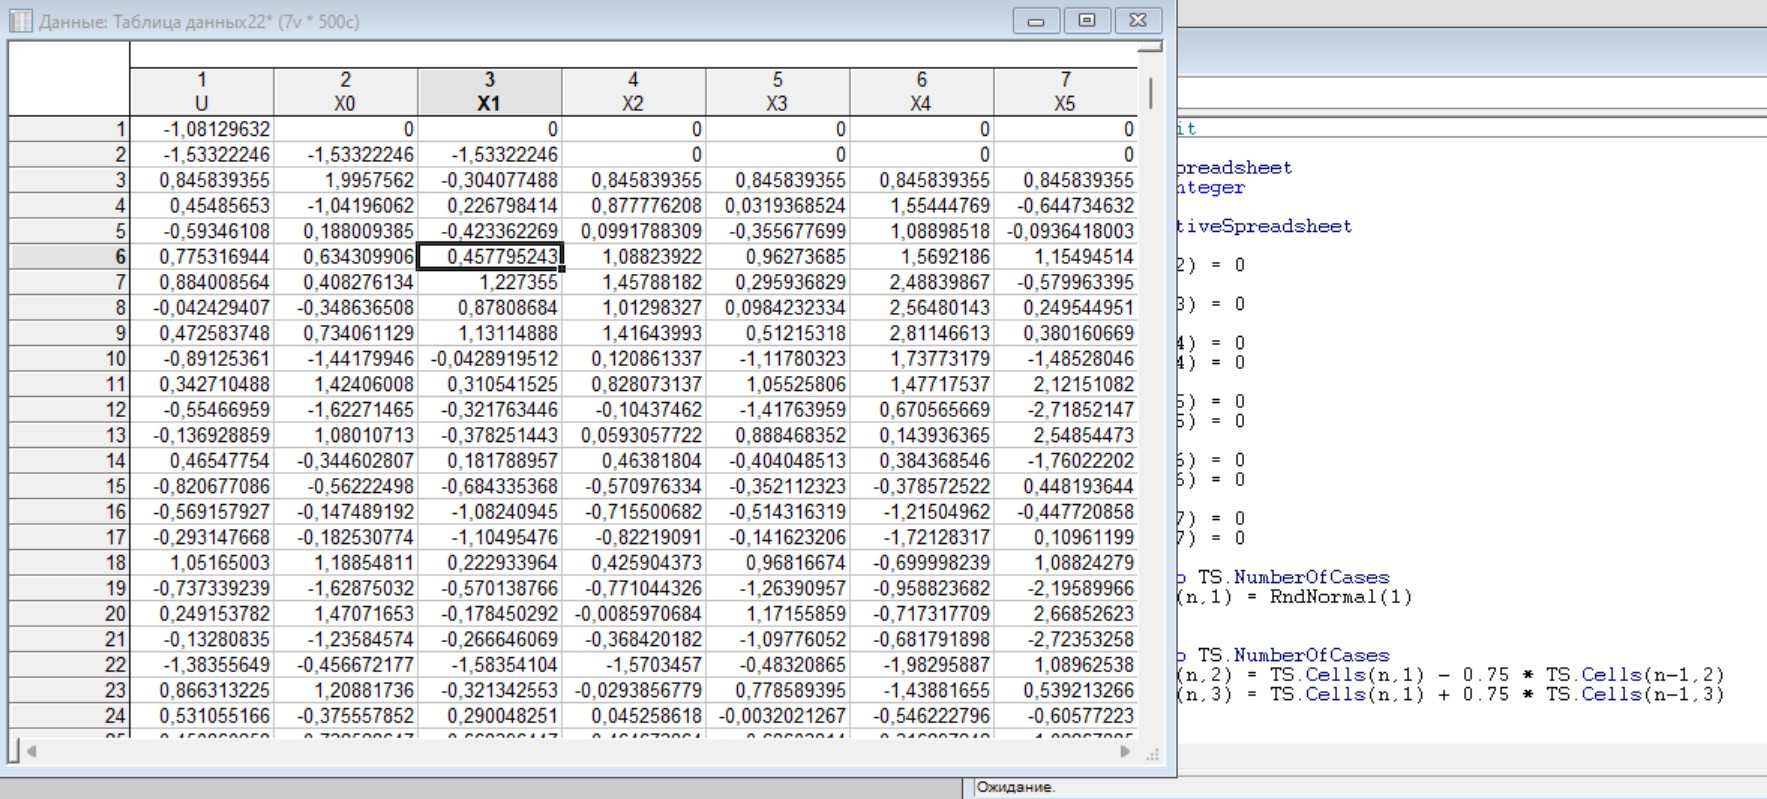 Данные: Таблица данных22* (7v * 500c)
1 2 3 4 5 6 7
U X0 X1 X2 X3 X4 X5
1 -1,08129632 0 0 0 0 0 0
2 -1,53322246 -1,53322246 -1,53322246 0 0 0 0
3 0,845839355 1,9957562 -0,304077488 0,845839355 0,845839355 0,845839355 0,845839355
4 0,45485653 -1,04196062 0,226798414 0,877776208 0,0319368524 1,55444769 -0,644734632
5 -0,59346108 0,188009385 -0,423362269 0,0991788309 -0,355677699 1,08898518 -0,0936418003
6 0,775316944 0,634309906 0,457795243 1,08823922 0,96273685 1,5692186 1,15494514
7 0,884008564 0,408276134 1,227355 1,45788182 0,295936829 2,48839867 -0,579963395
8 -0,042429407 -0,348636508 0,87808684 1,01298327 0,0984232334 2,56480143 0,249544951
9 0,472583748 0,734061129 1,13114888 1,41643993 0,51215318 2,81146613 0,380160669
10 -0,89125361 -1,44179946 -0,0428919512 0,120861337 -1,11780323 1,73773179 -1,48528046
11 0,342710488 1,42406008 0,310541525 0,828073137 1,05525806 1,47717537 2,12151082
12 -0,55466959 -1,62271465 -0,321763446 -0,10437462 -1,41763959 0,670565669 -2,71852147
13 -0,136928859 1,08010713 -0,378251443 0,0593057722 0,888468352 0,143936365 2,54854473
14 0,46547754 -0,344602807 0,181788957 0,46381804 -0,404048513 0,384368546 -1,76022202
15 -0,820677086 -0,56222498 -0,684335368 -0,570976334 -0,352112323 -0,378572522 0,448193644
16 -0,569157927 -0,147489192 -1,08240945 -0,715500682 -0,514316319 -1,21504962 -0,447720858
17 -0,293147668 -0,182530774 -1,10495476 -0,82219091 -0,141623206 -1,72128317 0,10961199
18 1,05165003 1,18854811 0,222933964 0,425904373 0,96816674 -0,699998239 1,08824279
19 -0,737339239 -1,62875032 -0,570138766 -0,771044326 -1,26390957 -0,958823682 -2,19589966
20 0,249153782 1,47071653 -0,178450292 -0,0085970684 1,17155859 -0,717317709 2,66852623
21 -0,13280835 -1,23584574 -0,266646069 -0,368420182 -1,09776052 -0,681791898 -2,72353258
22 -1,38355649 -0,456672177 -1,58354104 -1,5703457 -0,48320865 -1,98295887 1,08962538
23 0,866313225 1,20881736 -0,321342553 -0,0293856779 0,778589395 -1,43881655 0,539213266
24 0,531055166 -0,375557852 0,290048251 0,045258618 -0,0032021267 -0,546222796 -0,60577223
it
preadsheet
nteger
tiveSpreadsheet
2) = 0
3) = 0
4) = 0
4) = 0
5) = 0
5) = 0
6) = 0
6) = 0
7) = 0
7) = 0
o TS.NumberOfCases
(n,1) = RndNormal(1)
o TS.NumberOfCases
(n,2) = TS.Cells(n,1) - 0.75 * TS.Cells(n-1,2)
(n,3) = TS.Cells(n,1) + 0.75 * TS.Cells(n-1,3)
Ожидание.